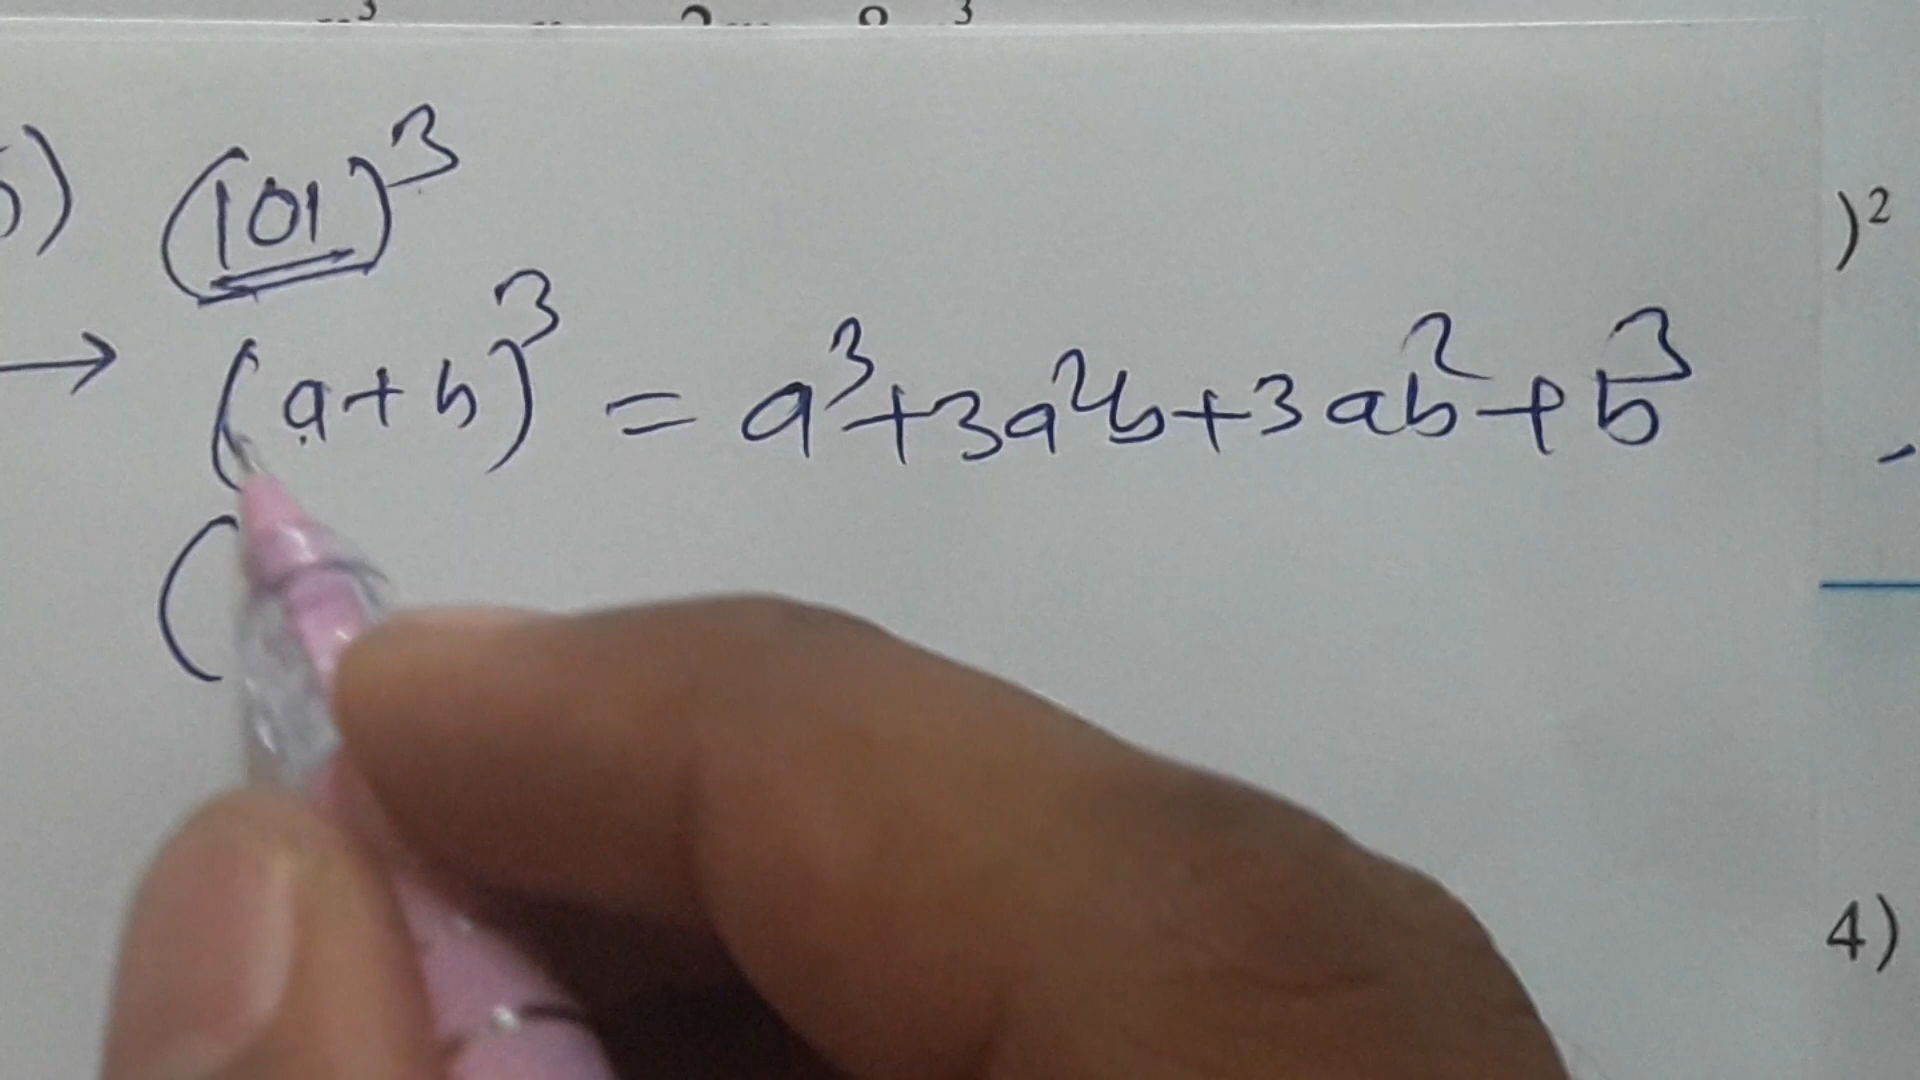 ) (101)³ )²
→ (a+b)³ = a³+3a²b+3ab²+b³
(
4)